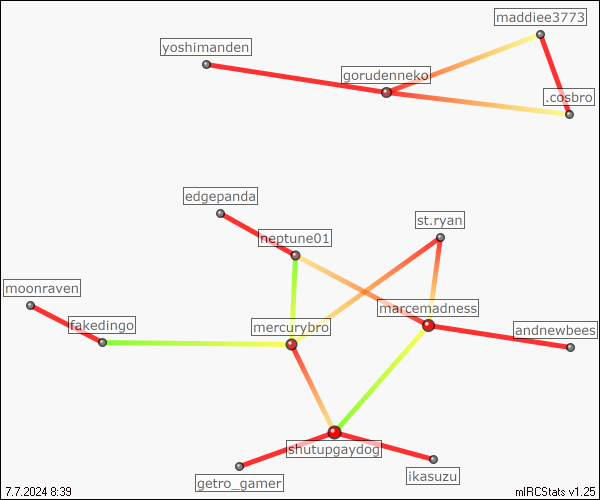 maddiee3773
yoshimanden
gorudenneko
.cosbro
edgepanda
st.ryan
neptune01
moonraven
marcemadness
fakedingo
mercurybro
andnewbees
shutupgaydog
ikasuzu
getro_gamer
7.7.2024 8:39
mIRCStats v1.25